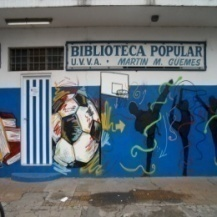 BIBLIOTECA POPULAR
U.V.V.A. • MARTIN M. GUEMES